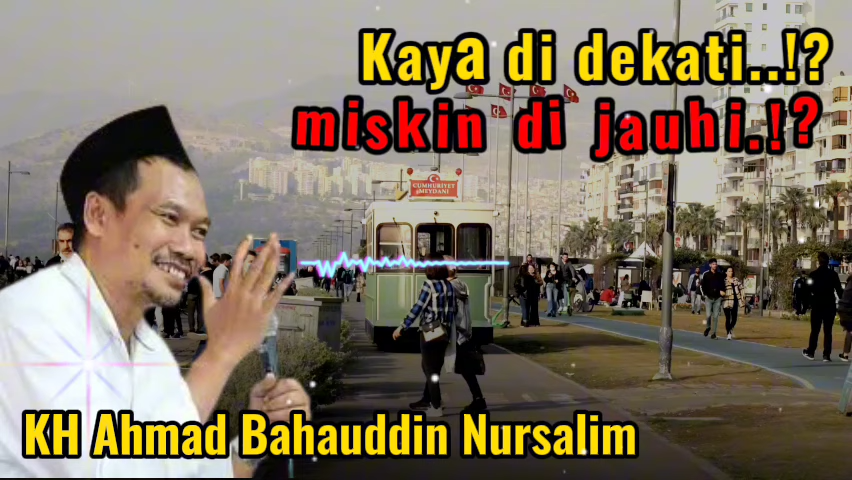 Kaya di dekati..!?
miskin di jauhi.!?
CUMHURIYET
MEYDANI
KH Ahmad Bahauddin Nursalim